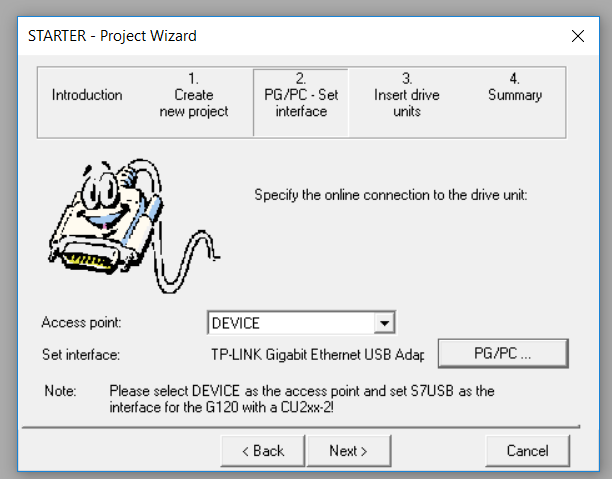 STARTER - Project Wizard
Introduction
1.
Create
new project
2.
PG/PC - Set
interface
3.
Insert drive
units
4.
Summary
Specify the online connection to the drive unit:
Access point:
DEVICE
Set interface:
TP-LINK Gigabit Ethernet USB Adap
PG/PC ...
Note:
Please select DEVICE as the access point and set S7USB as the
interface for the G120 with a CU2xx-2!
< Back
Next >
Cancel